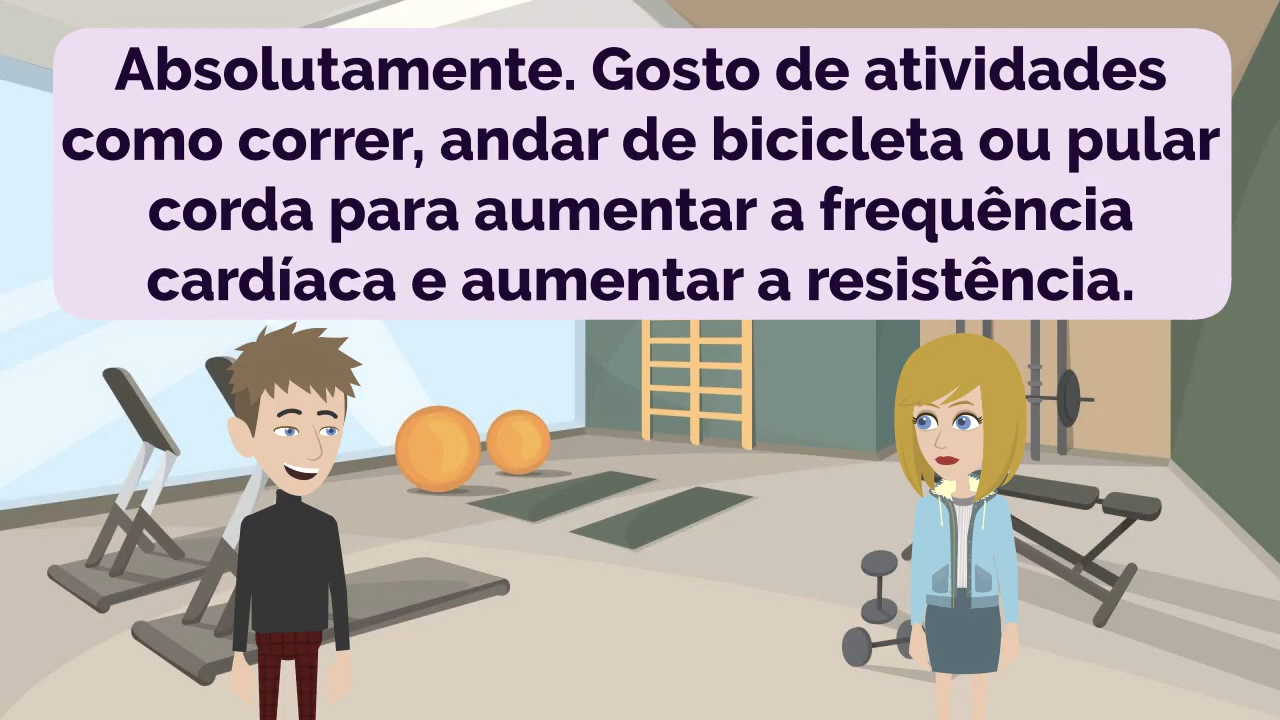 Absolutamente. Gosto de atividades
como correr, andar de bicicleta ou pular
corda para aumentar a frequência
cardíaca e aumentar a resistência.